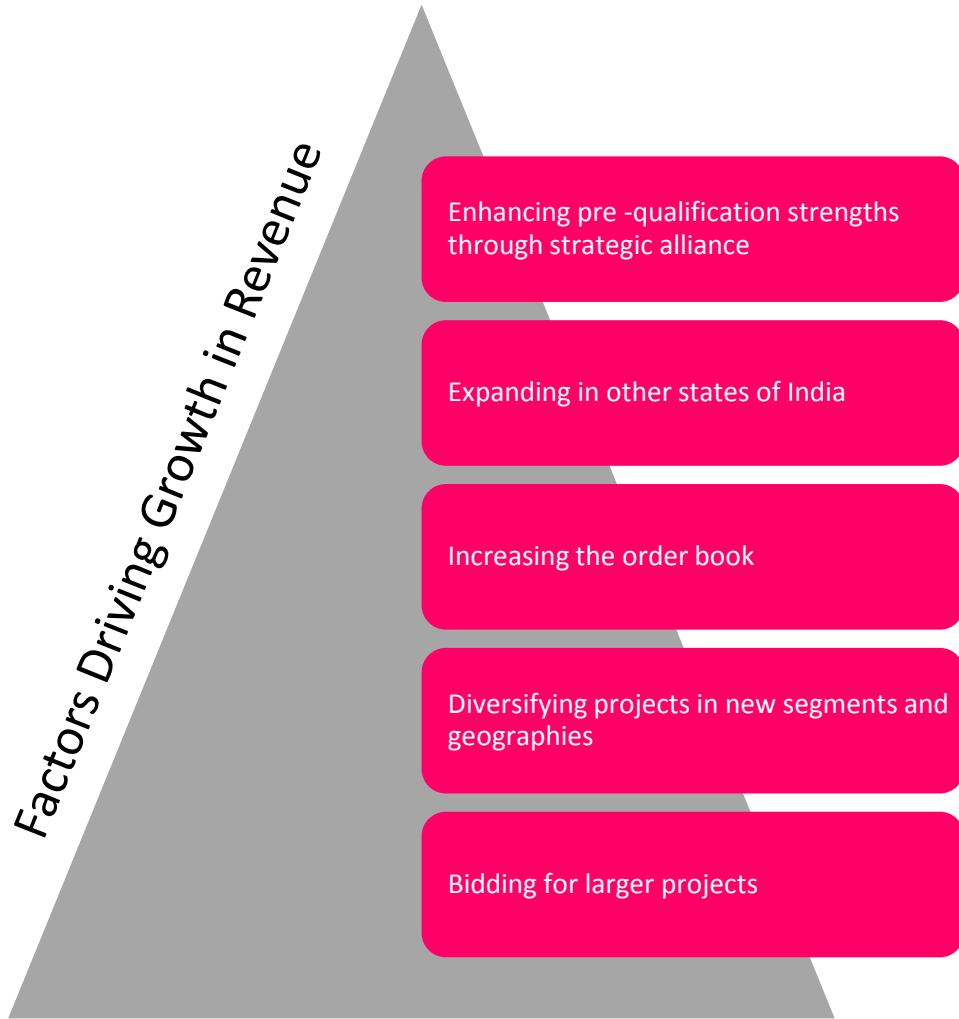 Factors Driving Growth in Revenue
Enhancing pre -qualification strengths
through strategic alliance
Expanding in other states of India
Increasing the order book
Diversifying projects in new segments and
geographies
Bidding for larger projects